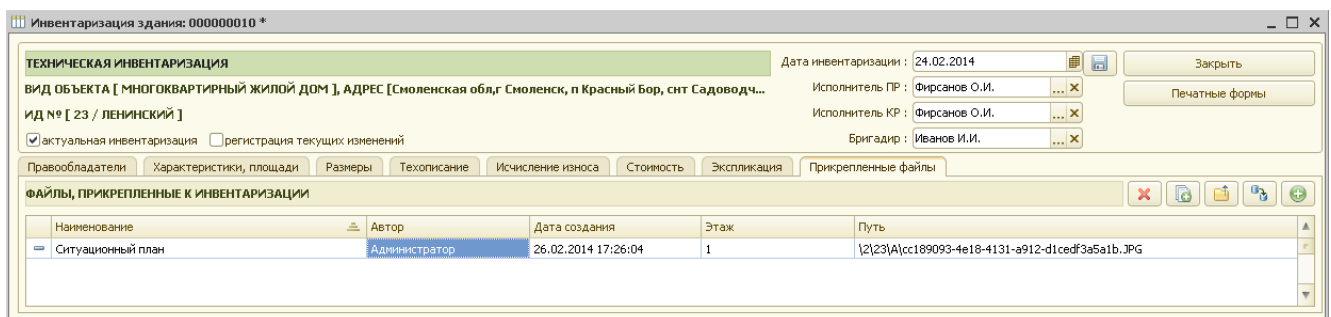 Инвентаризация здания: 000000010 *
ТЕХНИЧЕСКАЯ ИНВЕНТАРИЗАЦИЯ
Дата инвентаризации : 24.02.2014
Закрыть
ВИД ОБЪЕКТА [ МНОГОКВАРТИРНЫЙ ЖИЛОЙ ДОМ ], АДРЕС [Смоленская обл,г Смоленск, п Красный Бор, снт Садоводч...
Исполнитель ПР : Фирсанов О.И. ...
Печатные формы
ИД № [ 23 / ЛЕНИНСКИЙ ]
Исполнитель КР : Фирсанов О.И. ...
актуальная инвентаризация регистрация текущих изменений
Бригадир : Иванов И.И. ...
Правообладатели Характеристики, площади Размеры Техописание Исчисление износа Стоимость Экспликация Прикрепленные файлы
ФАЙЛЫ, ПРИКРЕПЛЕННЫЕ К ИНВЕНТАРИЗАЦИИ
Наименование Автор Дата создания Этаж Путь
Ситуационный план Администратор 26.02.2014 17:26:04 1 \2\23\A\cc189093-4e18-4131-a912-d1cedf3a5a1b.JPG